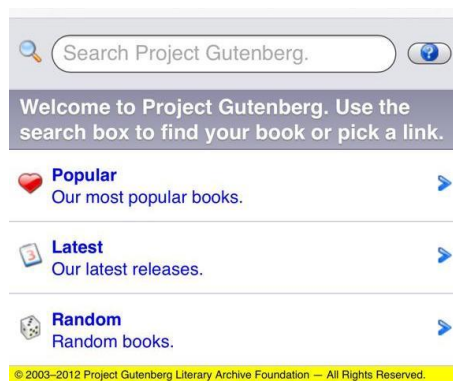 Search Project Gutenberg.
?
Welcome to Project Gutenberg. Use the
search box to find your book or pick a link.
Popular
Our most popular books.
3
Latest
Our latest releases.
Random
Random books.
© 2003–2012 Project Gutenberg Literary Archive Foundation — All Rights Reserved.